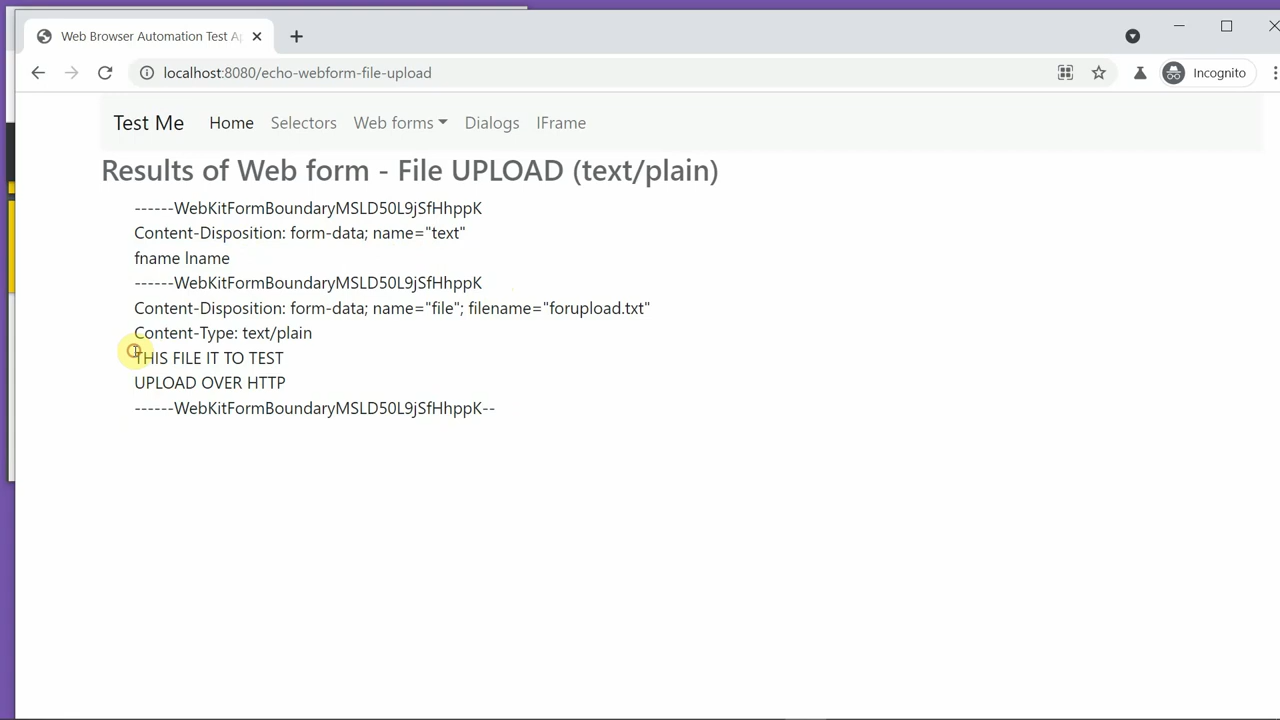 Web Browser Automation Test Ap
localhost:8080/echo-webform-file-upload
Incognito
Test Me Home Selectors Web forms Dialogs IFrame
Results of Web form - File UPLOAD (text/plain)
------WebKitFormBoundaryMSLD50L9jSfHhppK
Content-Disposition: form-data; name="text"
fname lname
------WebKitFormBoundaryMSLD50L9jSfHhppK
Content-Disposition: form-data; name="file"; filename="forupload.txt"
Content-Type: text/plain
THIS FILE IT TO TEST
UPLOAD OVER HTTP
------WebKitFormBoundaryMSLD50L9jSfHhppK--